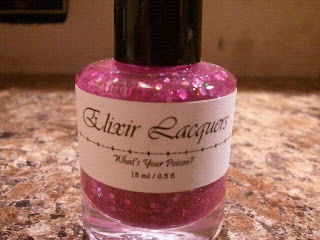 Elixir Lacquers
What's Your Poison?
15 ml / 0.5 fl